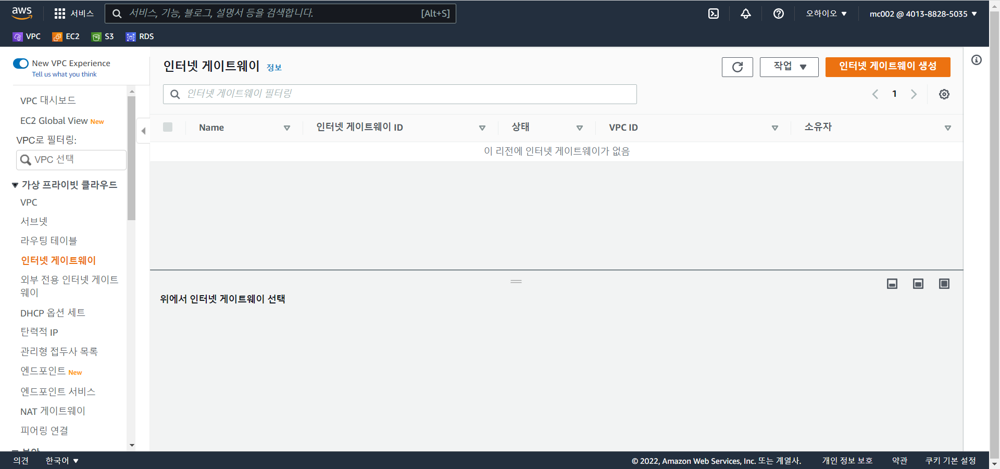 aws
서비스
서비스, 기능, 블로그, 설명서 등을 검색합니다.
[Alt+S]
오하이오
mc002 @ 4013-8828-5035
VPC
EC2
S3
RDS
New VPC Experience
Tell us what you think
VPC 대시보드
EC2 Global View New
VPC로 필터링:
VPC 선택
가상 프라이빗 클라우드
VPC
서브넷
라우팅 테이블
인터넷 게이트웨이
외부 전용 인터넷 게이트
웨이
DHCP 옵션 세트
탄력적 IP
관리형 접두사 목록
엔드포인트 New
엔드포인트 서비스
NAT 게이트웨이
피어링 연결
보안
인터넷 게이트웨이 정보
작업
인터넷 게이트웨이 생성
인터넷 게이트웨이 필터링
1
Name
인터넷 게이트웨이 ID
상태
VPC ID
소유자
이 리전에 인터넷 게이트웨이가 없음
위에서 인터넷 게이트웨이 선택
의견
한국어
© 2022, Amazon Web Services, Inc. 또는 계열사.
개인 정보 보호
약관
쿠키 기본 설정